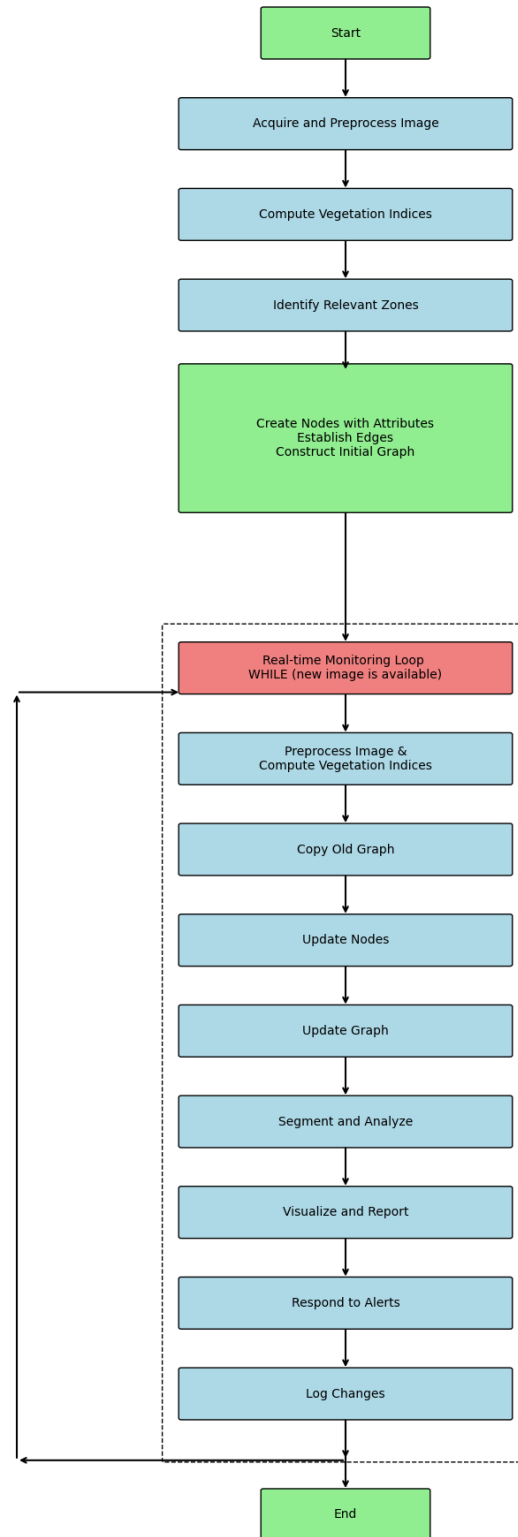 Start
Acquire and Preprocess Image
Compute Vegetation Indices
Identify Relevant Zones
Create Nodes with Attributes
Establish Edges
Construct Initial Graph
Real-time Monitoring Loop
WHILE (new image is available)
Preprocess Image &
Compute Vegetation Indices
Copy Old Graph
Update Nodes
Update Graph
Segment and Analyze
Visualize and Report
Respond to Alerts
Log Changes
End